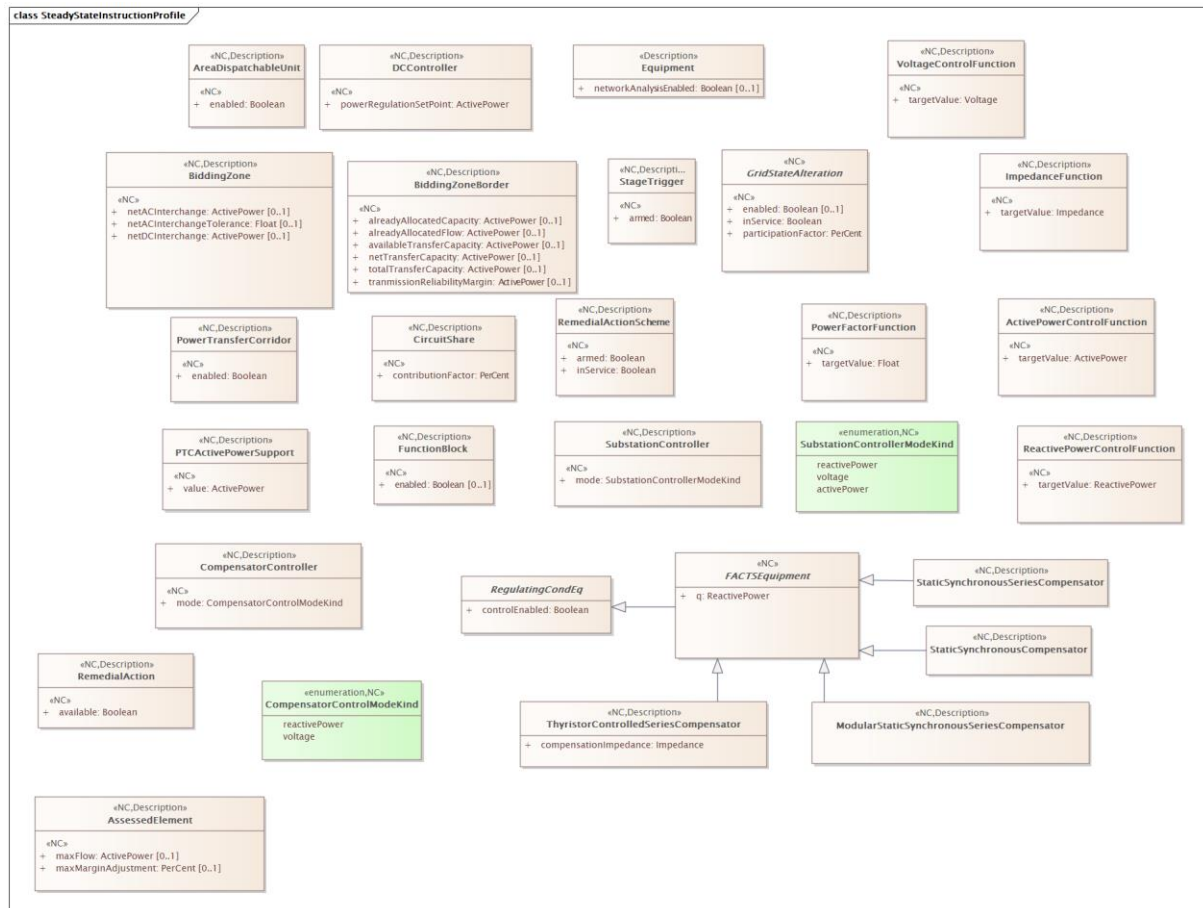 class SteadyStateInstructionProfile
«NC,Description»
AreaDispatchableUnit
«NC»
+ enabled: Boolean
«NC,Description»
DCController
«NC»
+ powerRegulationSetPoint: ActivePower
«Description»
Equipment
+ networkAnalysisEnabled: Boolean [0..1]
«NC,Description»
VoltageControlFunction
«NC»
+ targetValue: Voltage
«NC,Description»
BiddingZone
«NC»
+ netACInterchange: ActivePower [0..1]
+ netACInterchangeTolerance: Float [0..1]
+ netDCInterchange: ActivePower [0..1]
«NC,Description»
BiddingZoneBorder
«NC»
+ alreadyAllocatedCapacity: ActivePower [0..1]
+ alreadyAllocatedFlow: ActivePower [0..1]
+ availableTransferCapacity: ActivePower [0..1]
+ netTransferCapacity: ActivePower [0..1]
+ totalTransferCapacity: ActivePower [0..1]
+ tranmissionReliabilityMargin: ActivePower [0..1]
«NC,Descripti...
StageTrigger
«NC»
+ armed: Boolean
«NC»
GridStateAlteration
«NC»
+ enabled: Boolean [0..1]
+ inService: Boolean
+ participationFactor: PerCent
«NC,Description»
ImpedanceFunction
«NC»
+ targetValue: Impedance
«NC,Description»
PowerTransferCorridor
«NC»
+ enabled: Boolean
«NC,Description»
CircuitShare
«NC»
+ contributionFactor: PerCent
«NC,Description»
RemedialActionScheme
«NC»
+ armed: Boolean
+ inService: Boolean
«NC,Description»
PowerFactorFunction
«NC»
+ targetValue: Float
«NC,Description»
ActivePowerControlFunction
«NC»
+ targetValue: ActivePower
«NC,Description»
PTCActivePowerSupport
«NC»
+ value: ActivePower
«NC,Description»
FunctionBlock
«NC»
+ enabled: Boolean [0..1]
«NC,Description»
SubstationController
«NC»
+ mode: SubstationControllerModeKind
«enumeration,NC»
SubstationControllerModeKind
reactivePower
voltage
activePower
«NC,Description»
ReactivePowerControlFunction
«NC»
+ targetValue: ReactivePower
«NC,Description»
CompensatorController
«NC»
+ mode: CompensatorControlModeKind
RegulatingCondEq
+ controlEnabled: Boolean
«NC»
FACTSEquipment
+ q: ReactivePower
«NC,Description»
StaticSynchronousSeriesCompensator
«NC,Description»
StaticSynchronousCompensator
«NC,Description»
RemedialAction
«NC»
+ available: Boolean
«enumeration,NC»
CompensatorControlModeKind
reactivePower
voltage
«NC,Description»
ThyristorControlledSeriesCompensator
+ compensationImpedance: Impedance
«NC,Description»
ModularStaticSynchronousSeriesCompensator
«NC,Description»
AssessedElement
«NC»
+ maxFlow: ActivePower [0..1]
+ maxMarginAdjustment: PerCent [0..1]